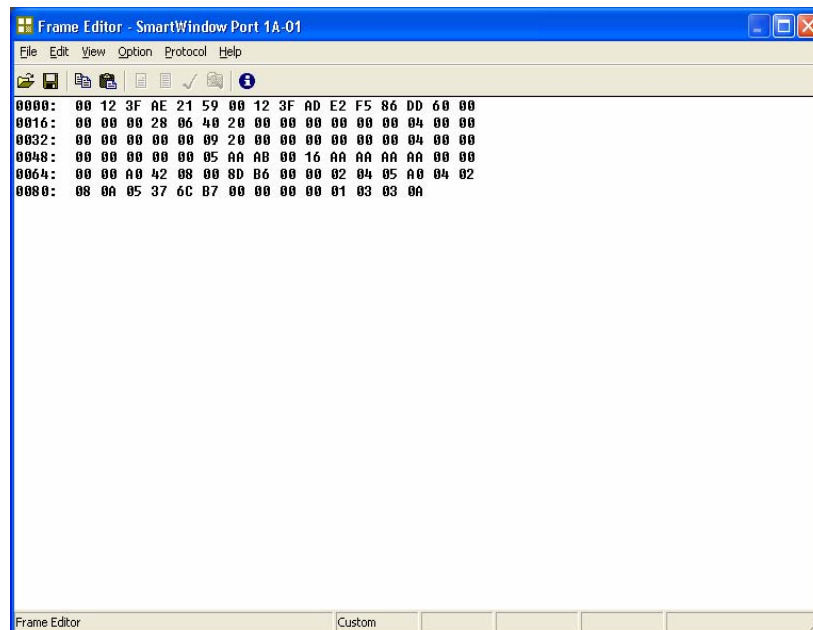 Frame Editor - SmartWindow Port 1A-01
File Edit View Option Protocol Help
0000: 00 12 3F AE 21 59 00 12 3F AD E2 F5 86 DD 60 00
0016: 00 00 00 28 06 40 20 00 00 00 00 00 00 04 00 00
0032: 00 00 00 00 00 09 20 00 00 00 00 00 00 04 00 00
0048: 00 00 00 00 00 05 AA AB 00 16 AA AA AA AA 00 00
0064: 00 00 A0 42 08 00 8D B6 00 00 02 04 05 A0 04 02
0080: 08 0A 05 37 6C B7 00 00 00 00 01 03 03 0A
Frame Editor Custom